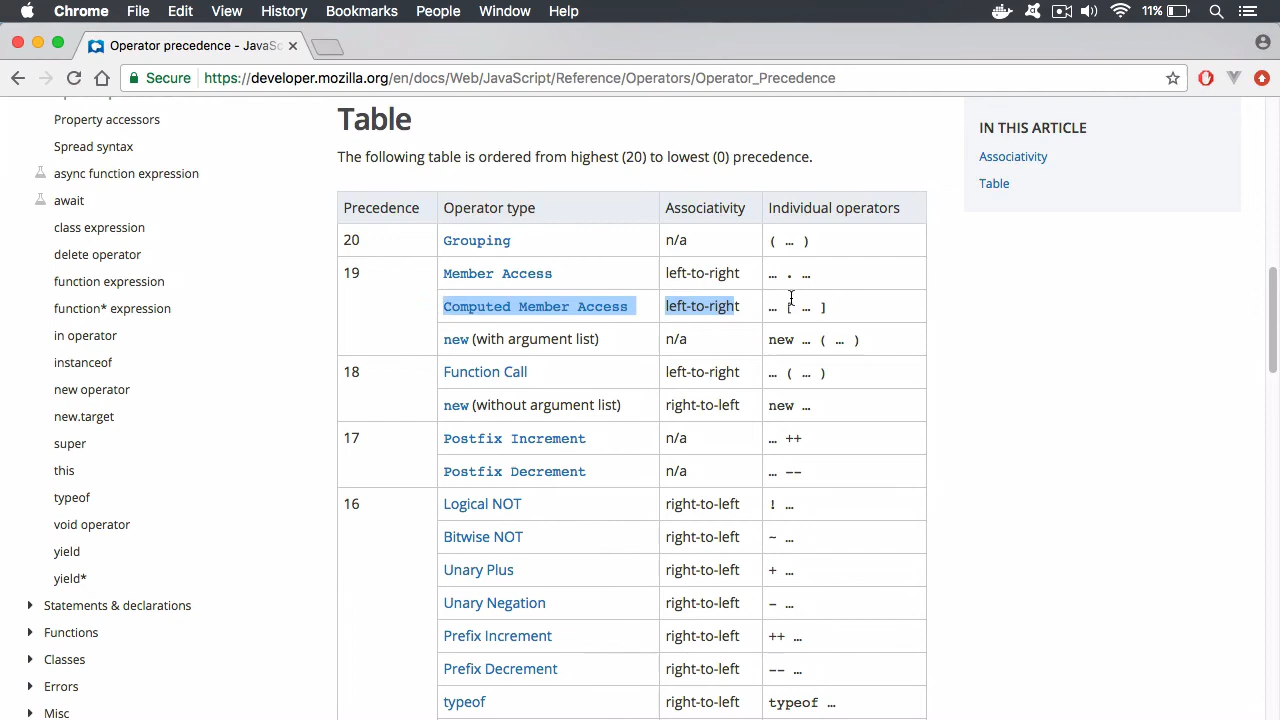 Chrome File Edit View History Bookmarks People Window Help 11%
Operator precedence - JavaSc
Secure https://developer.mozilla.org/en/docs/Web/JavaScript/Reference/Operators/Operator_Precedence
Property accessors
Spread syntax
async function expression
await
class expression
delete operator
function expression
function* expression
in operator
instanceof
new operator
new.target
super
this
typeof
void operator
yield
yield*
Statements & declarations
Functions
Classes
Errors
Misc
Table
The following table is ordered from highest (20) to lowest (0) precedence.
Precedence Operator type Associativity Individual operators
20 Grouping n/a ( … )
19 Member Access left-to-right … . …
Computed Member Access left-to-right … [ … ]
new (with argument list) n/a new … ( … )
18 Function Call left-to-right … ( … )
new (without argument list) right-to-left new …
17 Postfix Increment n/a … ++
Postfix Decrement n/a … --
16 Logical NOT right-to-left ! …
Bitwise NOT right-to-left ~ …
Unary Plus right-to-left + …
Unary Negation right-to-left - …
Prefix Increment right-to-left ++ …
Prefix Decrement right-to-left -- …
typeof right-to-left typeof …
IN THIS ARTICLE
Associativity
Table